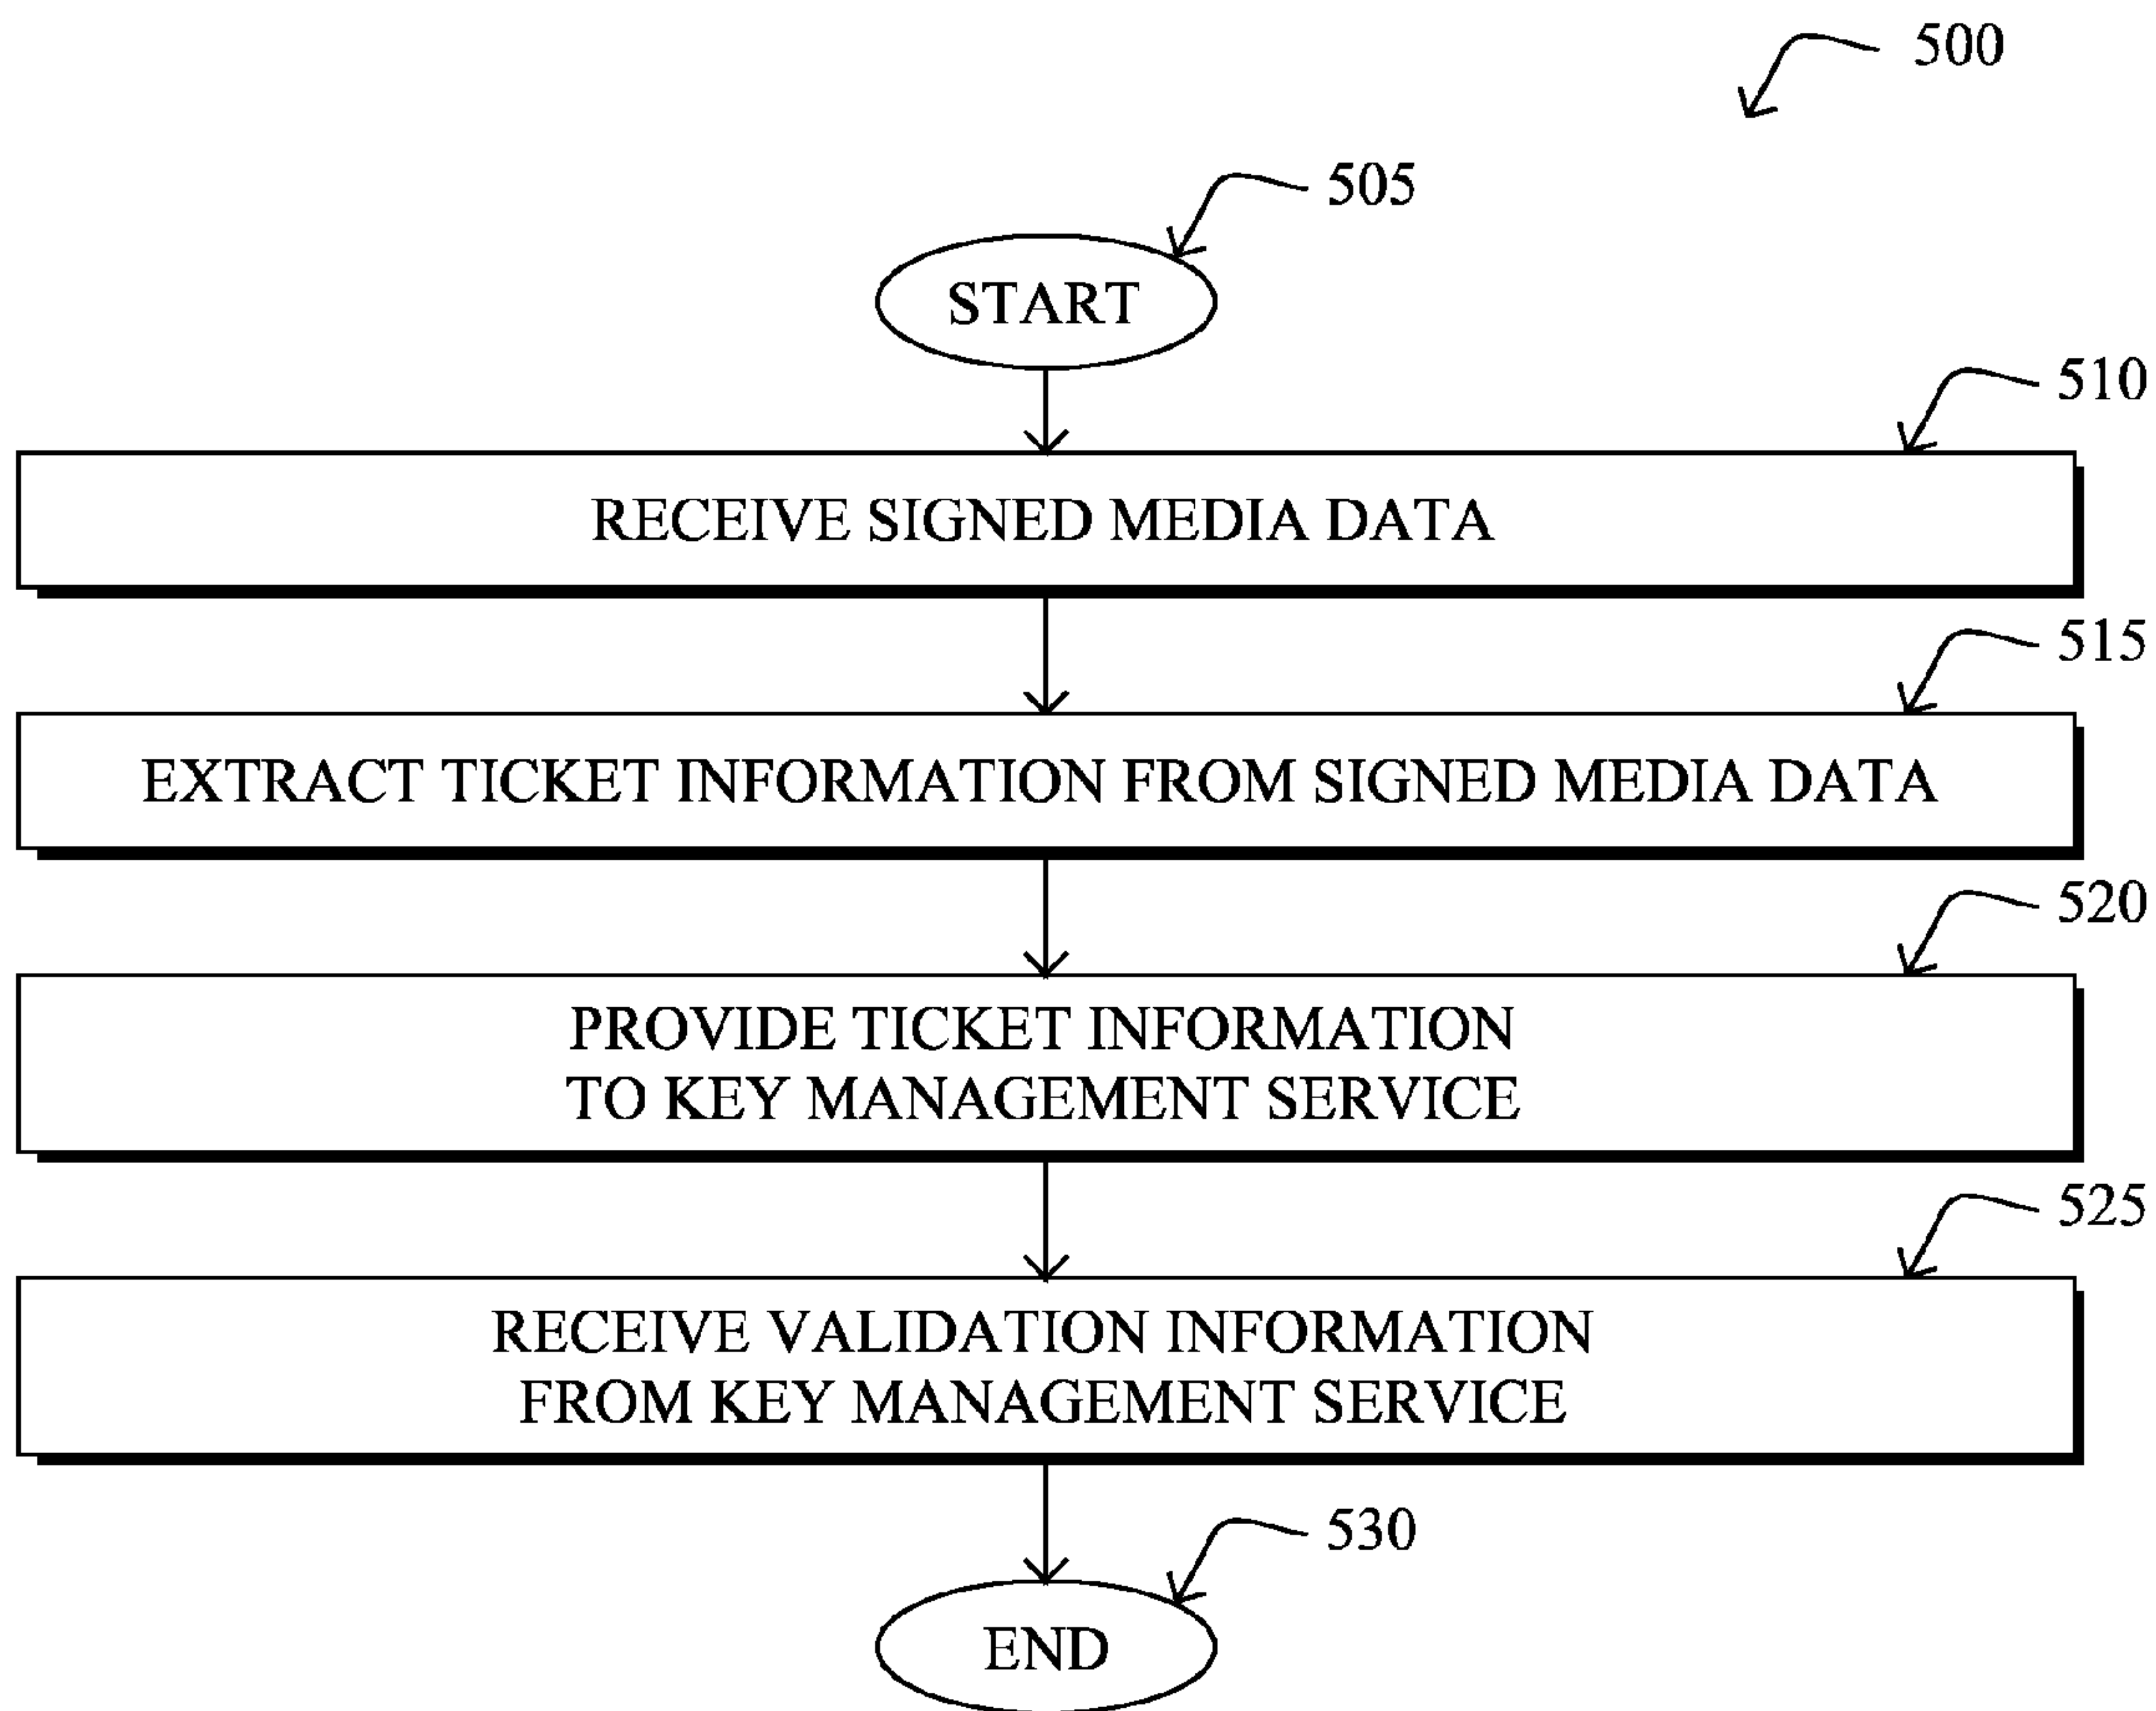 500
505
START
510
RECEIVE SIGNED MEDIA DATA
515
EXTRACT TICKET INFORMATION FROM SIGNED MEDIA DATA
520
PROVIDE TICKET INFORMATION
TO KEY MANAGEMENT SERVICE
525
RECEIVE VALIDATION INFORMATION
FROM KEY MANAGEMENT SERVICE
530
END